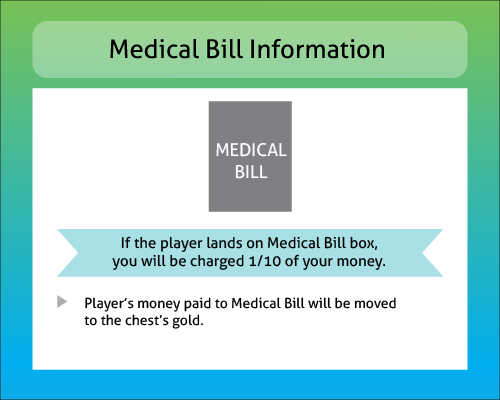 Medical Bill Information
MEDICAL
BILL
If the player lands on Medical Bill box,
you will be charged 1/10 of your money.
Player's money paid to Medical Bill will be moved
to the chest's gold.